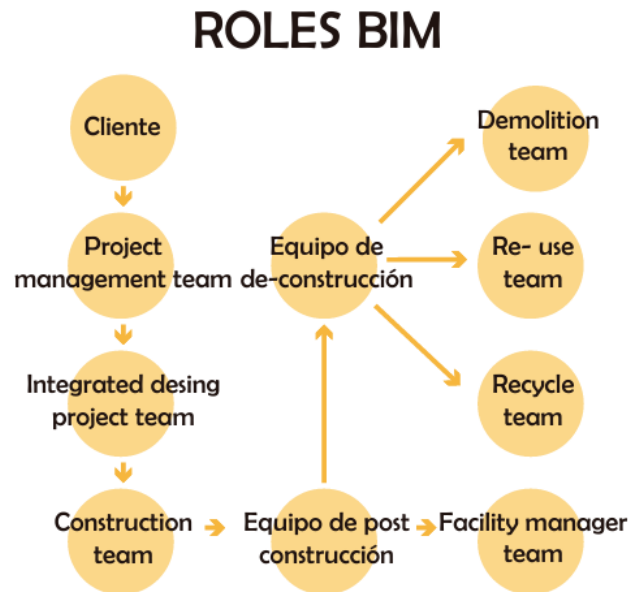 ROLES BIM
Cliente
Project
management team
Integrated desing
project team
Construction
team
Equipo de
de-construcción
Equipo de post
construcción
Demolition
team
Re- use
team
Recycle
team
Facility manager
team